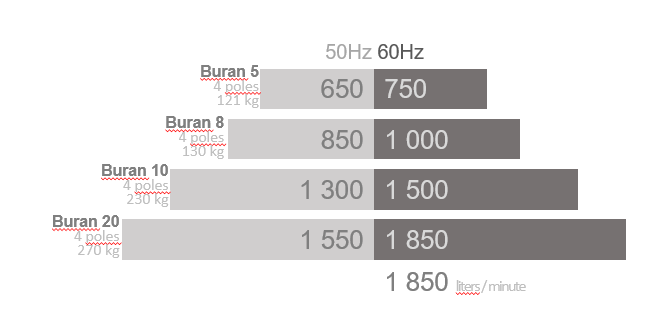 50Hz 60Hz
Buran 5
4 poles
121 kg
650 750
Buran 8
4 poles
130 kg
850 1 000
Buran 10
4 poles
230 kg
1 300 1 500
Buran 20
4 poles
270 kg
1 550 1 850
1 850 liters/minute